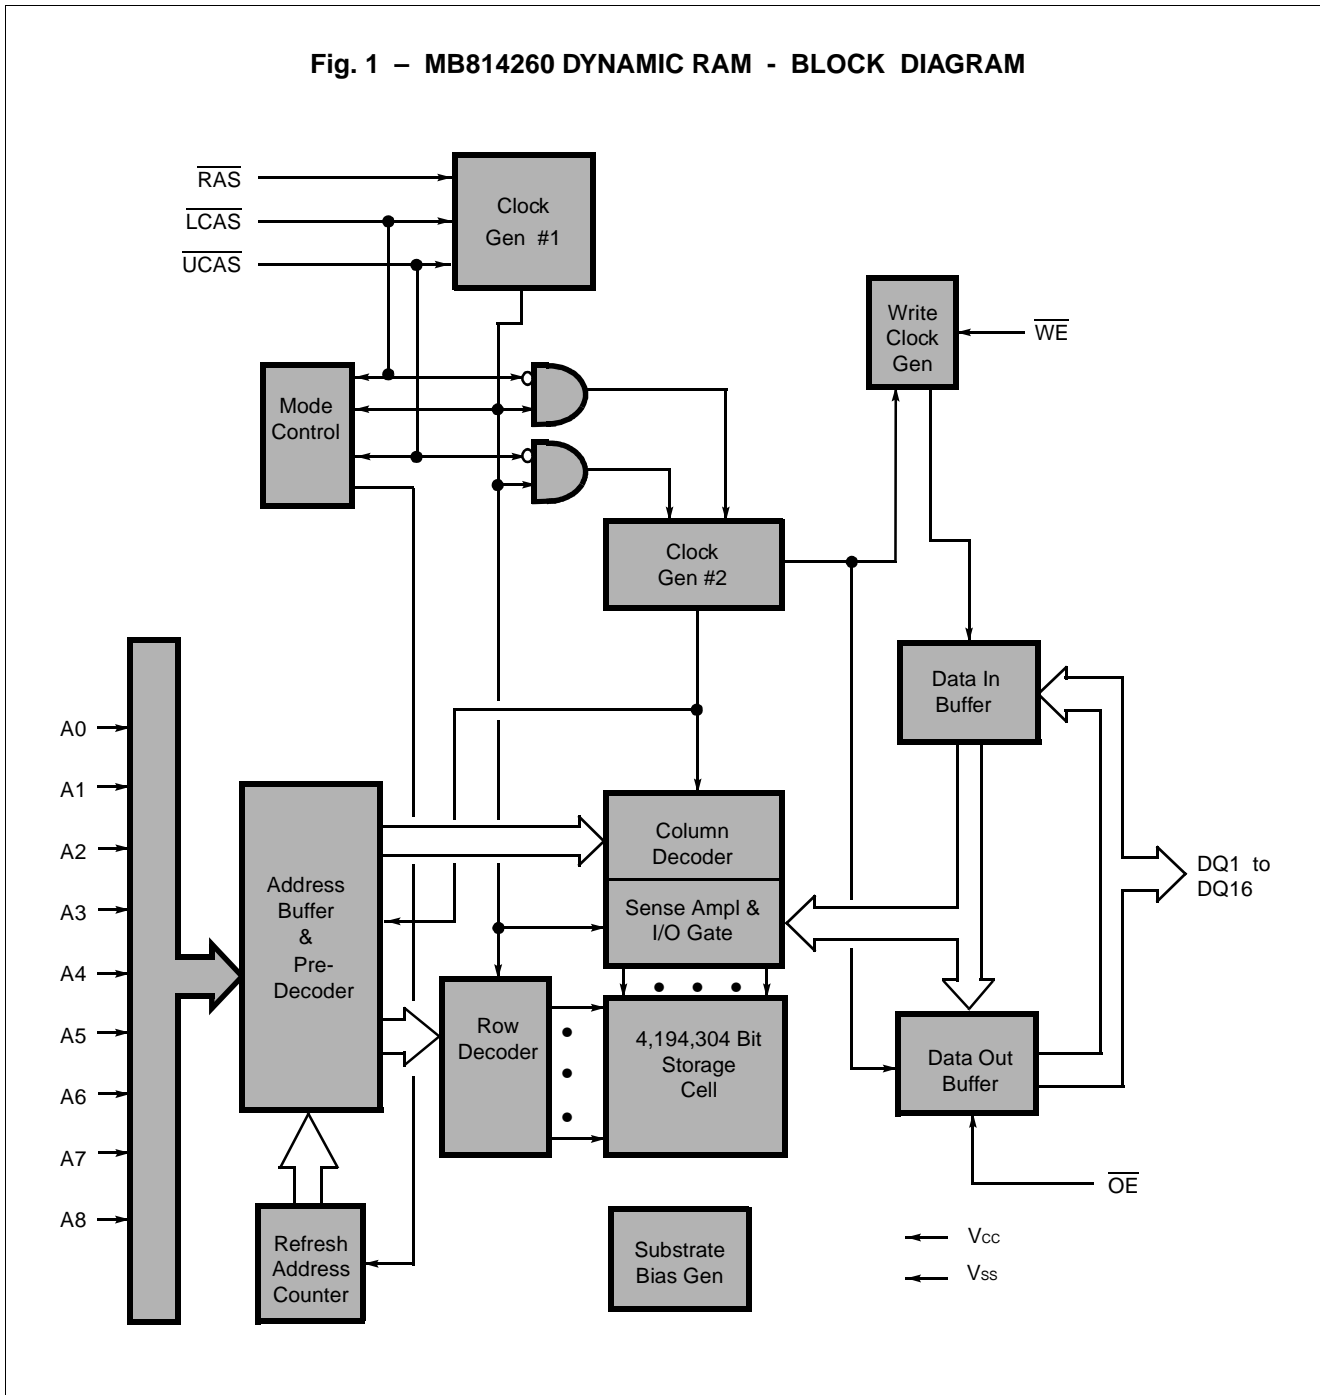 Fig. 1 – MB814260 DYNAMIC RAM - BLOCK DIAGRAM
RAS
LCAS
UCAS
Clock
Gen #1
Write
Clock
Gen
WE
Mode
Control
Clock
Gen #2
Data In
Buffer
A0
A1
A2
A3
A4
A5
A6
A7
A8
Address
Buffer
&
Pre-
Decoder
Column
Decoder
Sense Ampl &
I/O Gate
DQ1 to
DQ16
Row
Decoder
4,194,304 Bit
Storage
Cell
Data Out
Buffer
OE
Refresh
Address
Counter
Substrate
Bias Gen
VCC
VSS